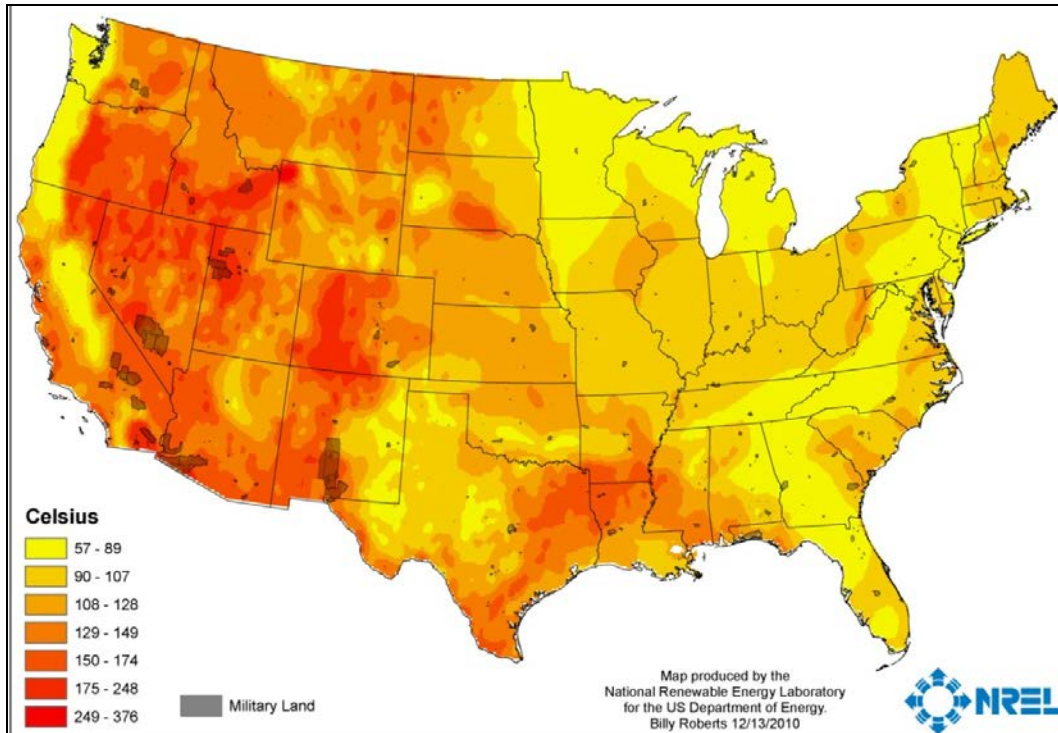 Celsius
57 - 89
90 - 107
108 - 128
129 - 149
150 - 174
175 - 248
249 - 376
Military Land
Map produced by the
National Renewable Energy Laboratory
for the US Department of Energy.
Billy Roberts 12/13/2010
NREL